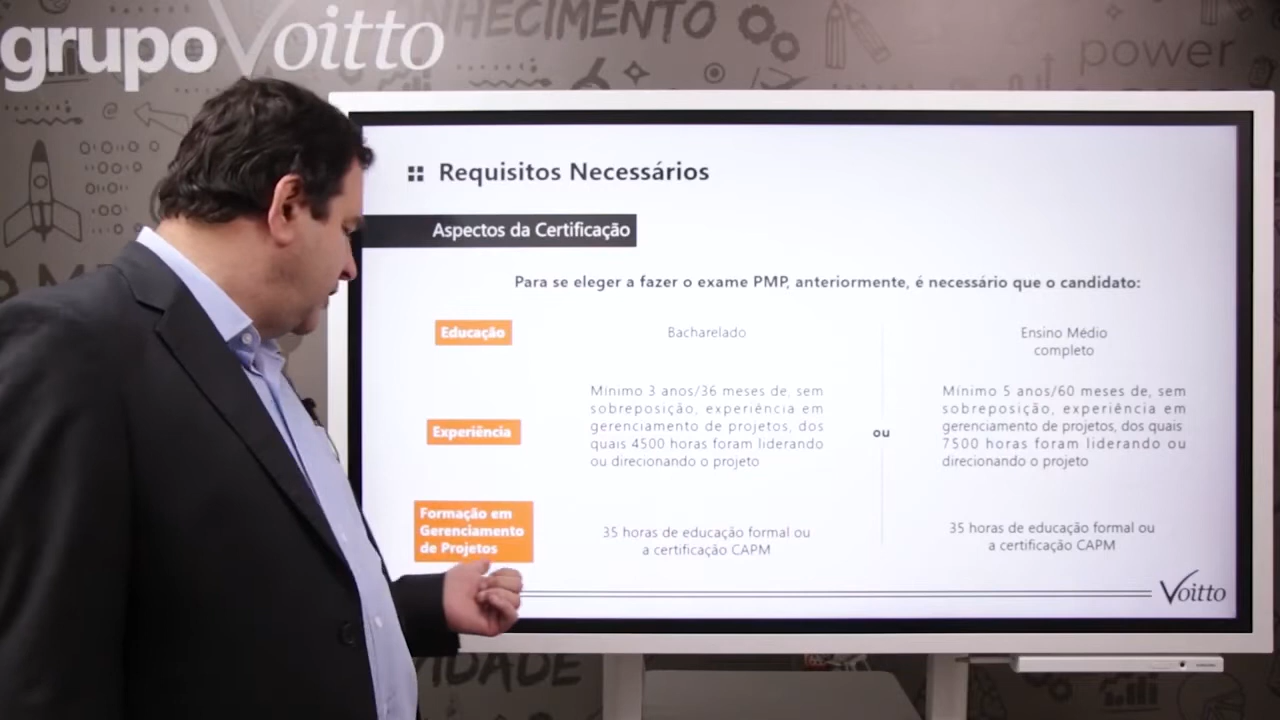 grupo Voitto
CONHECIMENTO
power
Requisitos Necessários
Aspectos da Certificação
Para se eleger a fazer o exame PMP, anteriormente, é necessário que o candidato:
Educação
Bacharelado
Ensino Médio
completo
Experiência
Mínimo 3 anos/36 meses de, sem
sobreposição, experiência em
gerenciamento de projetos, dos
quais 4500 horas foram liderando
ou direcionando o projeto
ou
Mínimo 5 anos/60 meses de, sem
sobreposição, experiência em
gerenciamento de projetos, dos quais
7500 horas foram liderando ou
direcionando o projeto
Formação em
Gerenciamento
de Projetos
35 horas de educação formal ou
a certificação CAPM
35 horas de educação formal ou
a certificação CAPM
Voitto